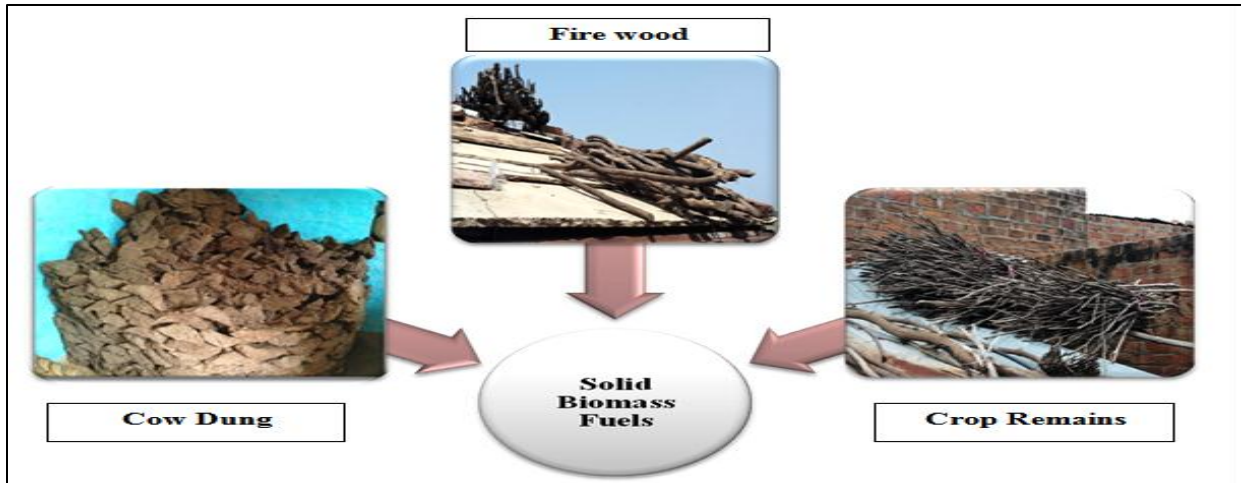 Fire wood
Cow Dung
Solid
Biomass
Fuels
Crop Remains